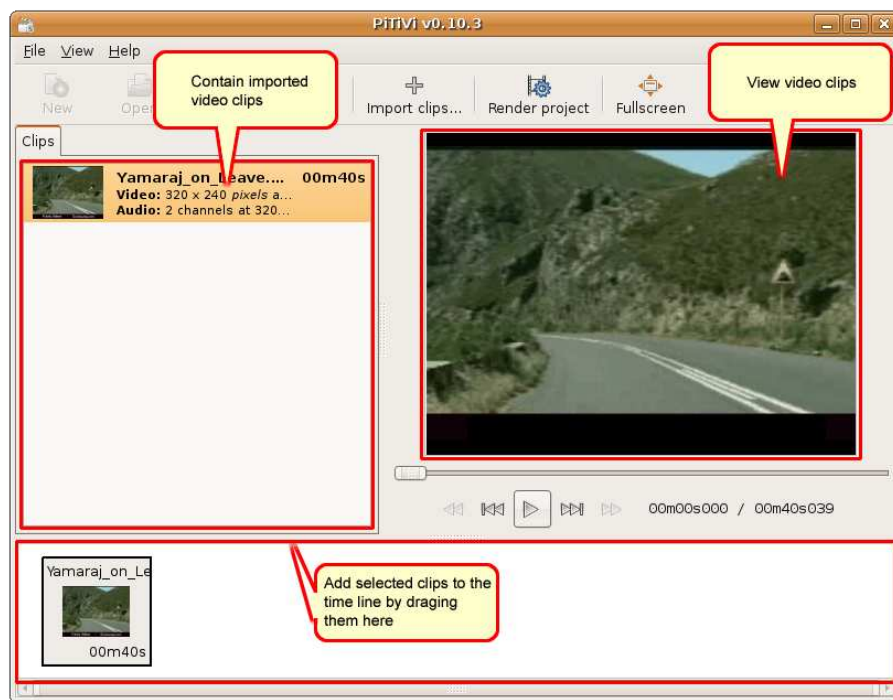 PiTiVi v0.10.3
File View Help
Contain imported
video clips
View video clips
New
Open
Import clips...
Render project
Fullscreen
Clips
Yamaraj_on_Leave.... 00m40s
Video: 320 x 240 pixels a...
Audio: 2 channels at 320...
00m00s000 / 00m40s039
Yamaraj_on_Le
00m40s
Add selected clips to the
time line by draging
them here